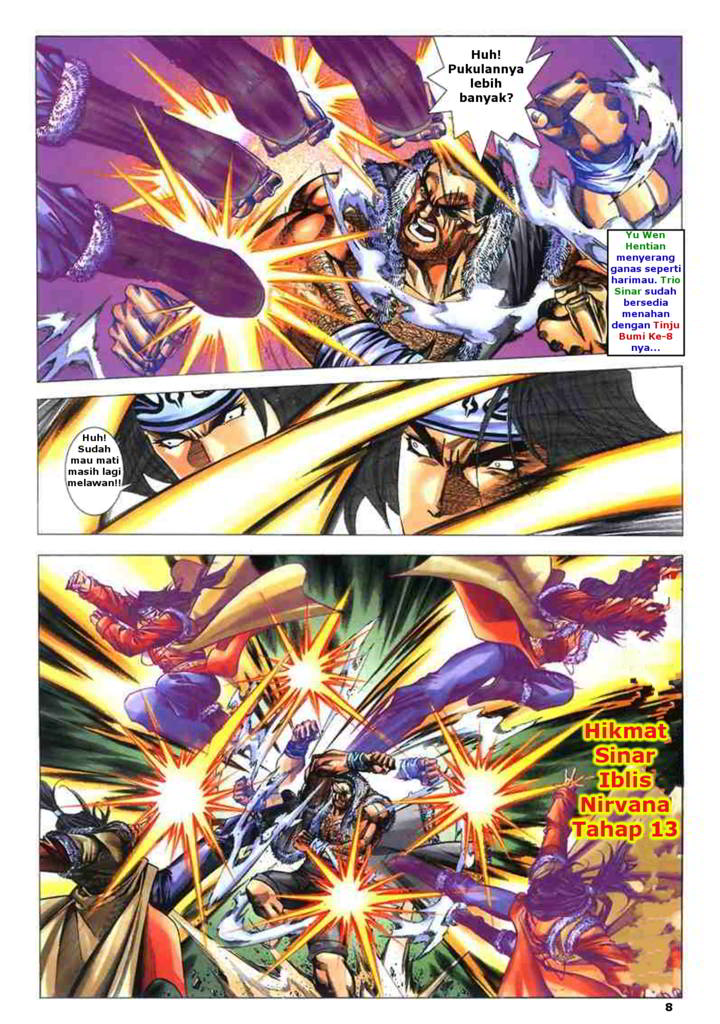 Huh!
Pukulannya
lebih
banyak?
Yu Wen
Hentian
menyerang
ganas seperti
harimau. Trio
Sinar sudah
bersedia
menahan
dengan Tinju
Bumi Ke-8
nya...
Huh!
Sudah
mau mati
masih lagi
melawan!!
Hikmat
Sinar
Iblis
Nirvana
Tahap 13
8